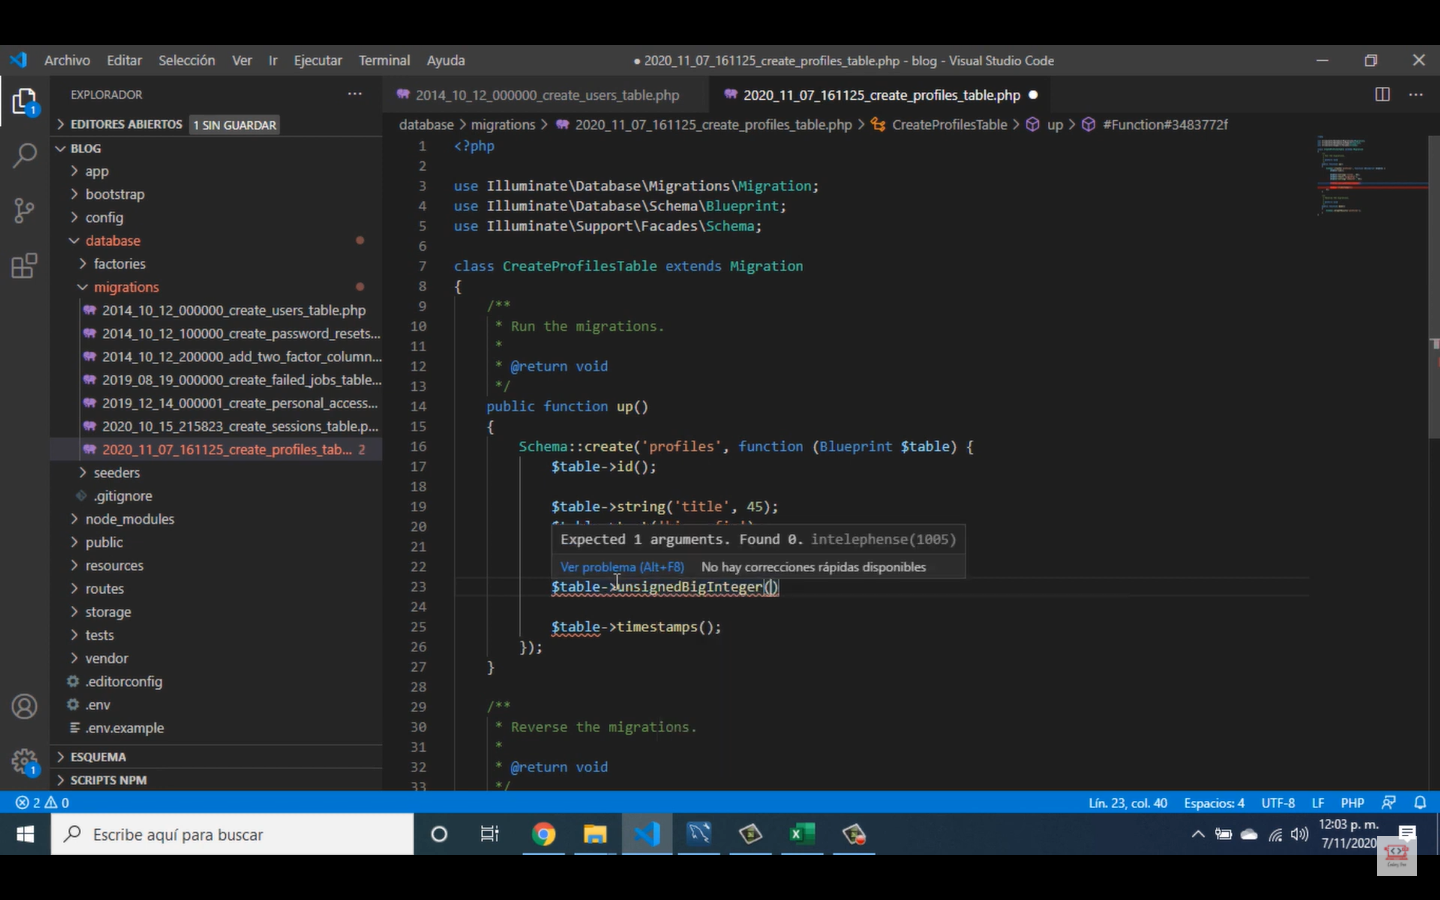 Archivo Editar Selección Ver Ir Ejecutar Terminal Ayuda
● 2020_11_07_161125_create_profiles_table.php - blog - Visual Studio Code
EXPLORADOR ...
EDITORES ABIERTOS 1 SIN GUARDAR
BLOG
app
bootstrap
config
database
factories
migrations
2014_10_12_000000_create_users_table.php
2014_10_12_100000_create_password_resets...
2014_10_12_200000_add_two_factor_column...
2019_08_19_000000_create_failed_jobs_table...
2019_12_14_000001_create_personal_access...
2020_10_15_215823_create_sessions_table.p...
2020_11_07_161125_create_profiles_tab... 2
seeders
.gitignore
node_modules
public
resources
routes
storage
tests
vendor
.editorconfig
.env
.env.example
ESQUEMA
SCRIPTS NPM
2014_10_12_000000_create_users_table.php
2020_11_07_161125_create_profiles_table.php ●
database > migrations > 2020_11_07_161125_create_profiles_table.php > CreateProfilesTable > up > #Function#3483772f
1 <?php
2
3 use Illuminate\Database\Migrations\Migration;
4 use Illuminate\Database\Schema\Blueprint;
5 use Illuminate\Support\Facades\Schema;
6
7 class CreateProfilesTable extends Migration
8 {
9 /**
10 * Run the migrations.
11 *
12 * @return void
13 */
14 public function up()
15 {
16 Schema::create('profiles', function (Blueprint $table) {
17 $table->id();
18
19 $table->string('title', 45);
20
Expected 1 arguments. Found 0. intelephense(1005)
21
Ver problema (Alt+F8) No hay correcciones rápidas disponibles
22
23 $table->unsignedBigInteger()
24
25 $table->timestamps();
26 });
27 }
28
29 /**
30 * Reverse the migrations.
31 *
32 * @return void
33 */
2 0
Lín. 23, col. 40 Espacios: 4 UTF-8 LF PHP
Escribe aquí para buscar
12:03 p. m.
7/11/2020
1
1